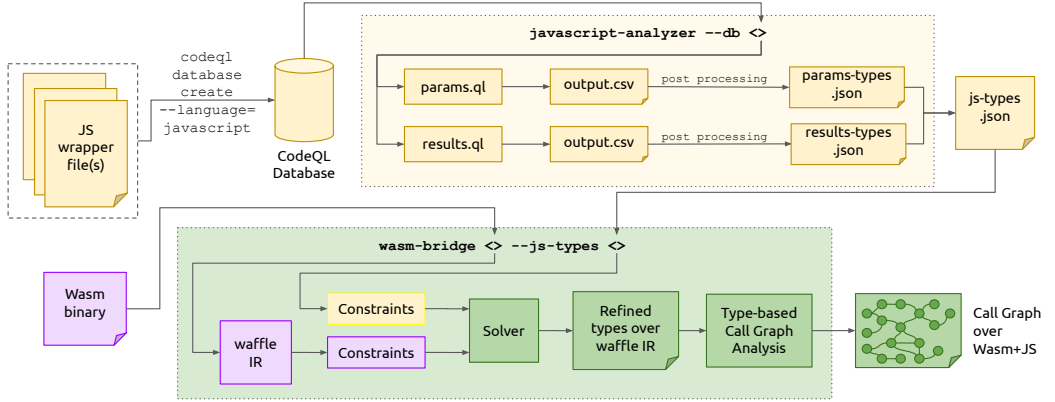 javascript-analyzer --db <>
codeql
database
create
--language=
javascript
JS
wrapper
file(s)
CodeQL
Database
params.ql
output.csv
post processing
params-types
.json
results.ql
output.csv
post processing
results-types
.json
js-types
.json
wasm-bridge <> --js-types <>
Wasm
binary
waffle
IR
Constraints
Constraints
Solver
Refined
types over
waffle IR
Type-based
Call Graph
Analysis
Call Graph
over
Wasm+JS